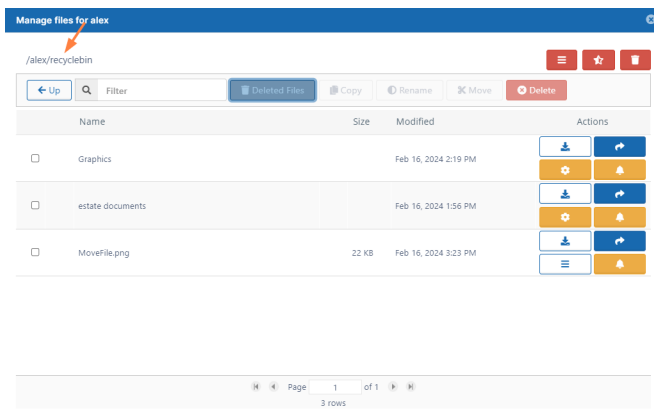 Manage files for alex
/alex/recyclebin
Up Filter Deleted Files Copy Rename Move Delete
Name Size Modified Actions
Graphics Feb 16, 2024 2:19 PM
estate documents Feb 16, 2024 1:56 PM
MoveFile.png 22 KB Feb 16, 2024 3:23 PM
Page 1 of 1
3 rows